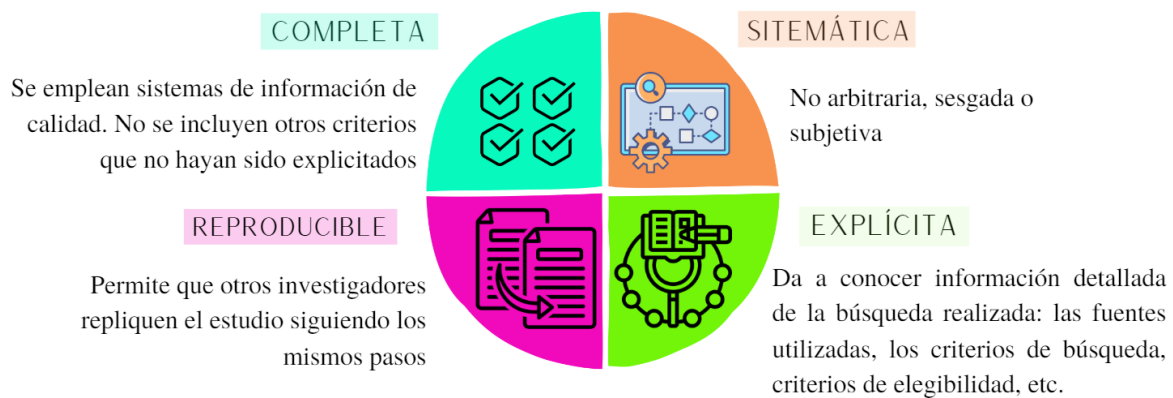 COMPLETA
Se emplean sistemas de información de
calidad. No se incluyen otros criterios
que no hayan sido explicitados
SITEMÁTICA
No arbitraria, sesgada o
subjetiva
REPRODUCIBLE
Permite que otros investigadores
repliquen el estudio siguiendo los
mismos pasos
EXPLÍCITA
Da a conocer información detallada
de la búsqueda realizada: las fuentes
utilizadas, los criterios de búsqueda,
criterios de elegibilidad, etc.